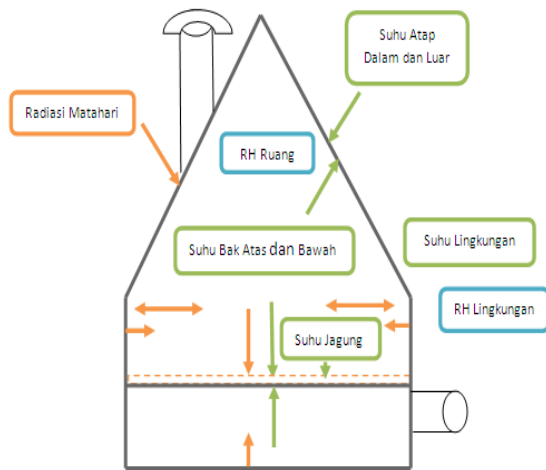 Suhu Atap
Dalam dan Luar
Radiasi Matahari
RH Ruang
Suhu Bak Atas dan Bawah
Suhu Lingkungan
RH Lingkungan
Suhu Jagung